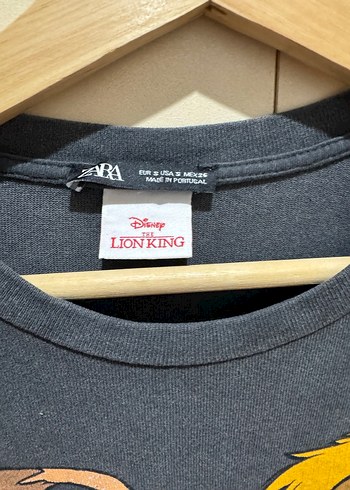 ZARA
EUR S USA S MEX 26
MADE IN PORTUGAL
Disney
THE
LION KING